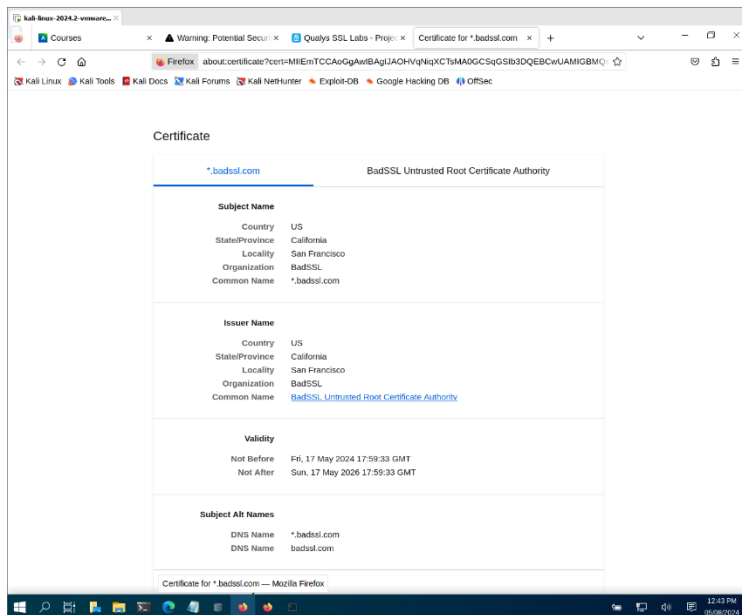 kali-linux-2024.2-vmware...
Courses
Warning: Potential Securi
Qualys SSL Labs - Projec
Certificate for *.badssl.com
Firefox about:certificate?cert=MIIEmTCCAoGgAwIBAgIJAOHVqNiqXCTsMA0GCSqGSIb3DQEBCwUAMIGBMQ
Kali Linux Kali Tools Kali Docs Kali Forums Kali NetHunter Exploit-DB Google Hacking DB OffSec
Certificate
*.badssl.com BadSSL Untrusted Root Certificate Authority
Subject Name
Country US
State/Province California
Locality San Francisco
Organization BadSSL
Common Name *.badssl.com
Issuer Name
Country US
State/Province California
Locality San Francisco
Organization BadSSL
Common Name BadSSL Untrusted Root Certificate Authority
Validity
Not Before Fri, 17 May 2024 17:59:33 GMT
Not After Sun, 17 May 2026 17:59:33 GMT
Subject Alt Names
DNS Name *.badssl.com
DNS Name badssl.com
Certificate for *.badssl.com — Mozilla Firefox
12:43 PM
05/08/2024